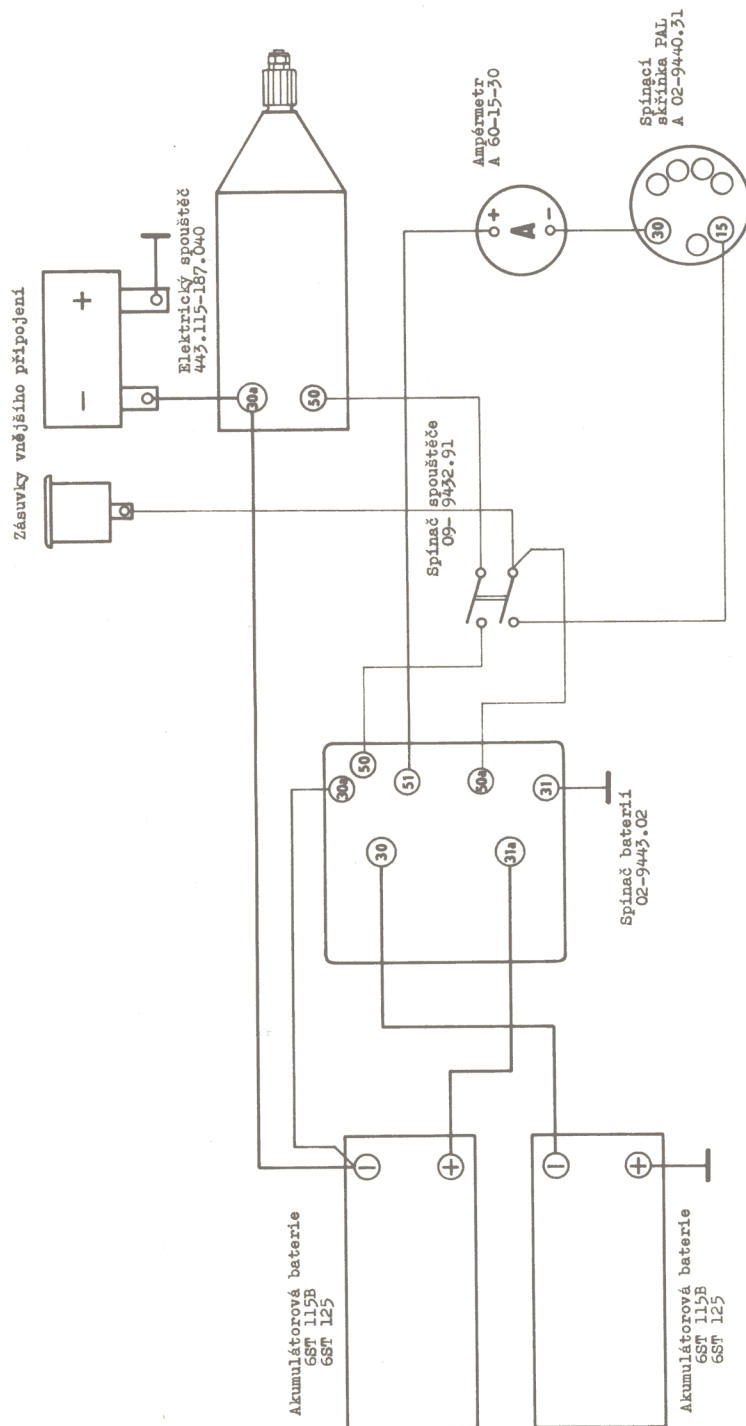 Zásuvky vnějšího připojení
-
+
Elektrický spouštěč
443.115-187.040
30a
50
Ampérmetr
A 60-15-30
+
A
-
Spínací
skříňka PAL
A 02-9440.31
30
15
Spínač spouštěče
09- 9432.91
30a
50
51
50a
31
30
31a
Spínač baterií
02-9443.02
Akumulátorová baterie
6ST 115B
6ST 125
-
+
Akumulátorová baterie
6ST 115B
6ST 125
-
+